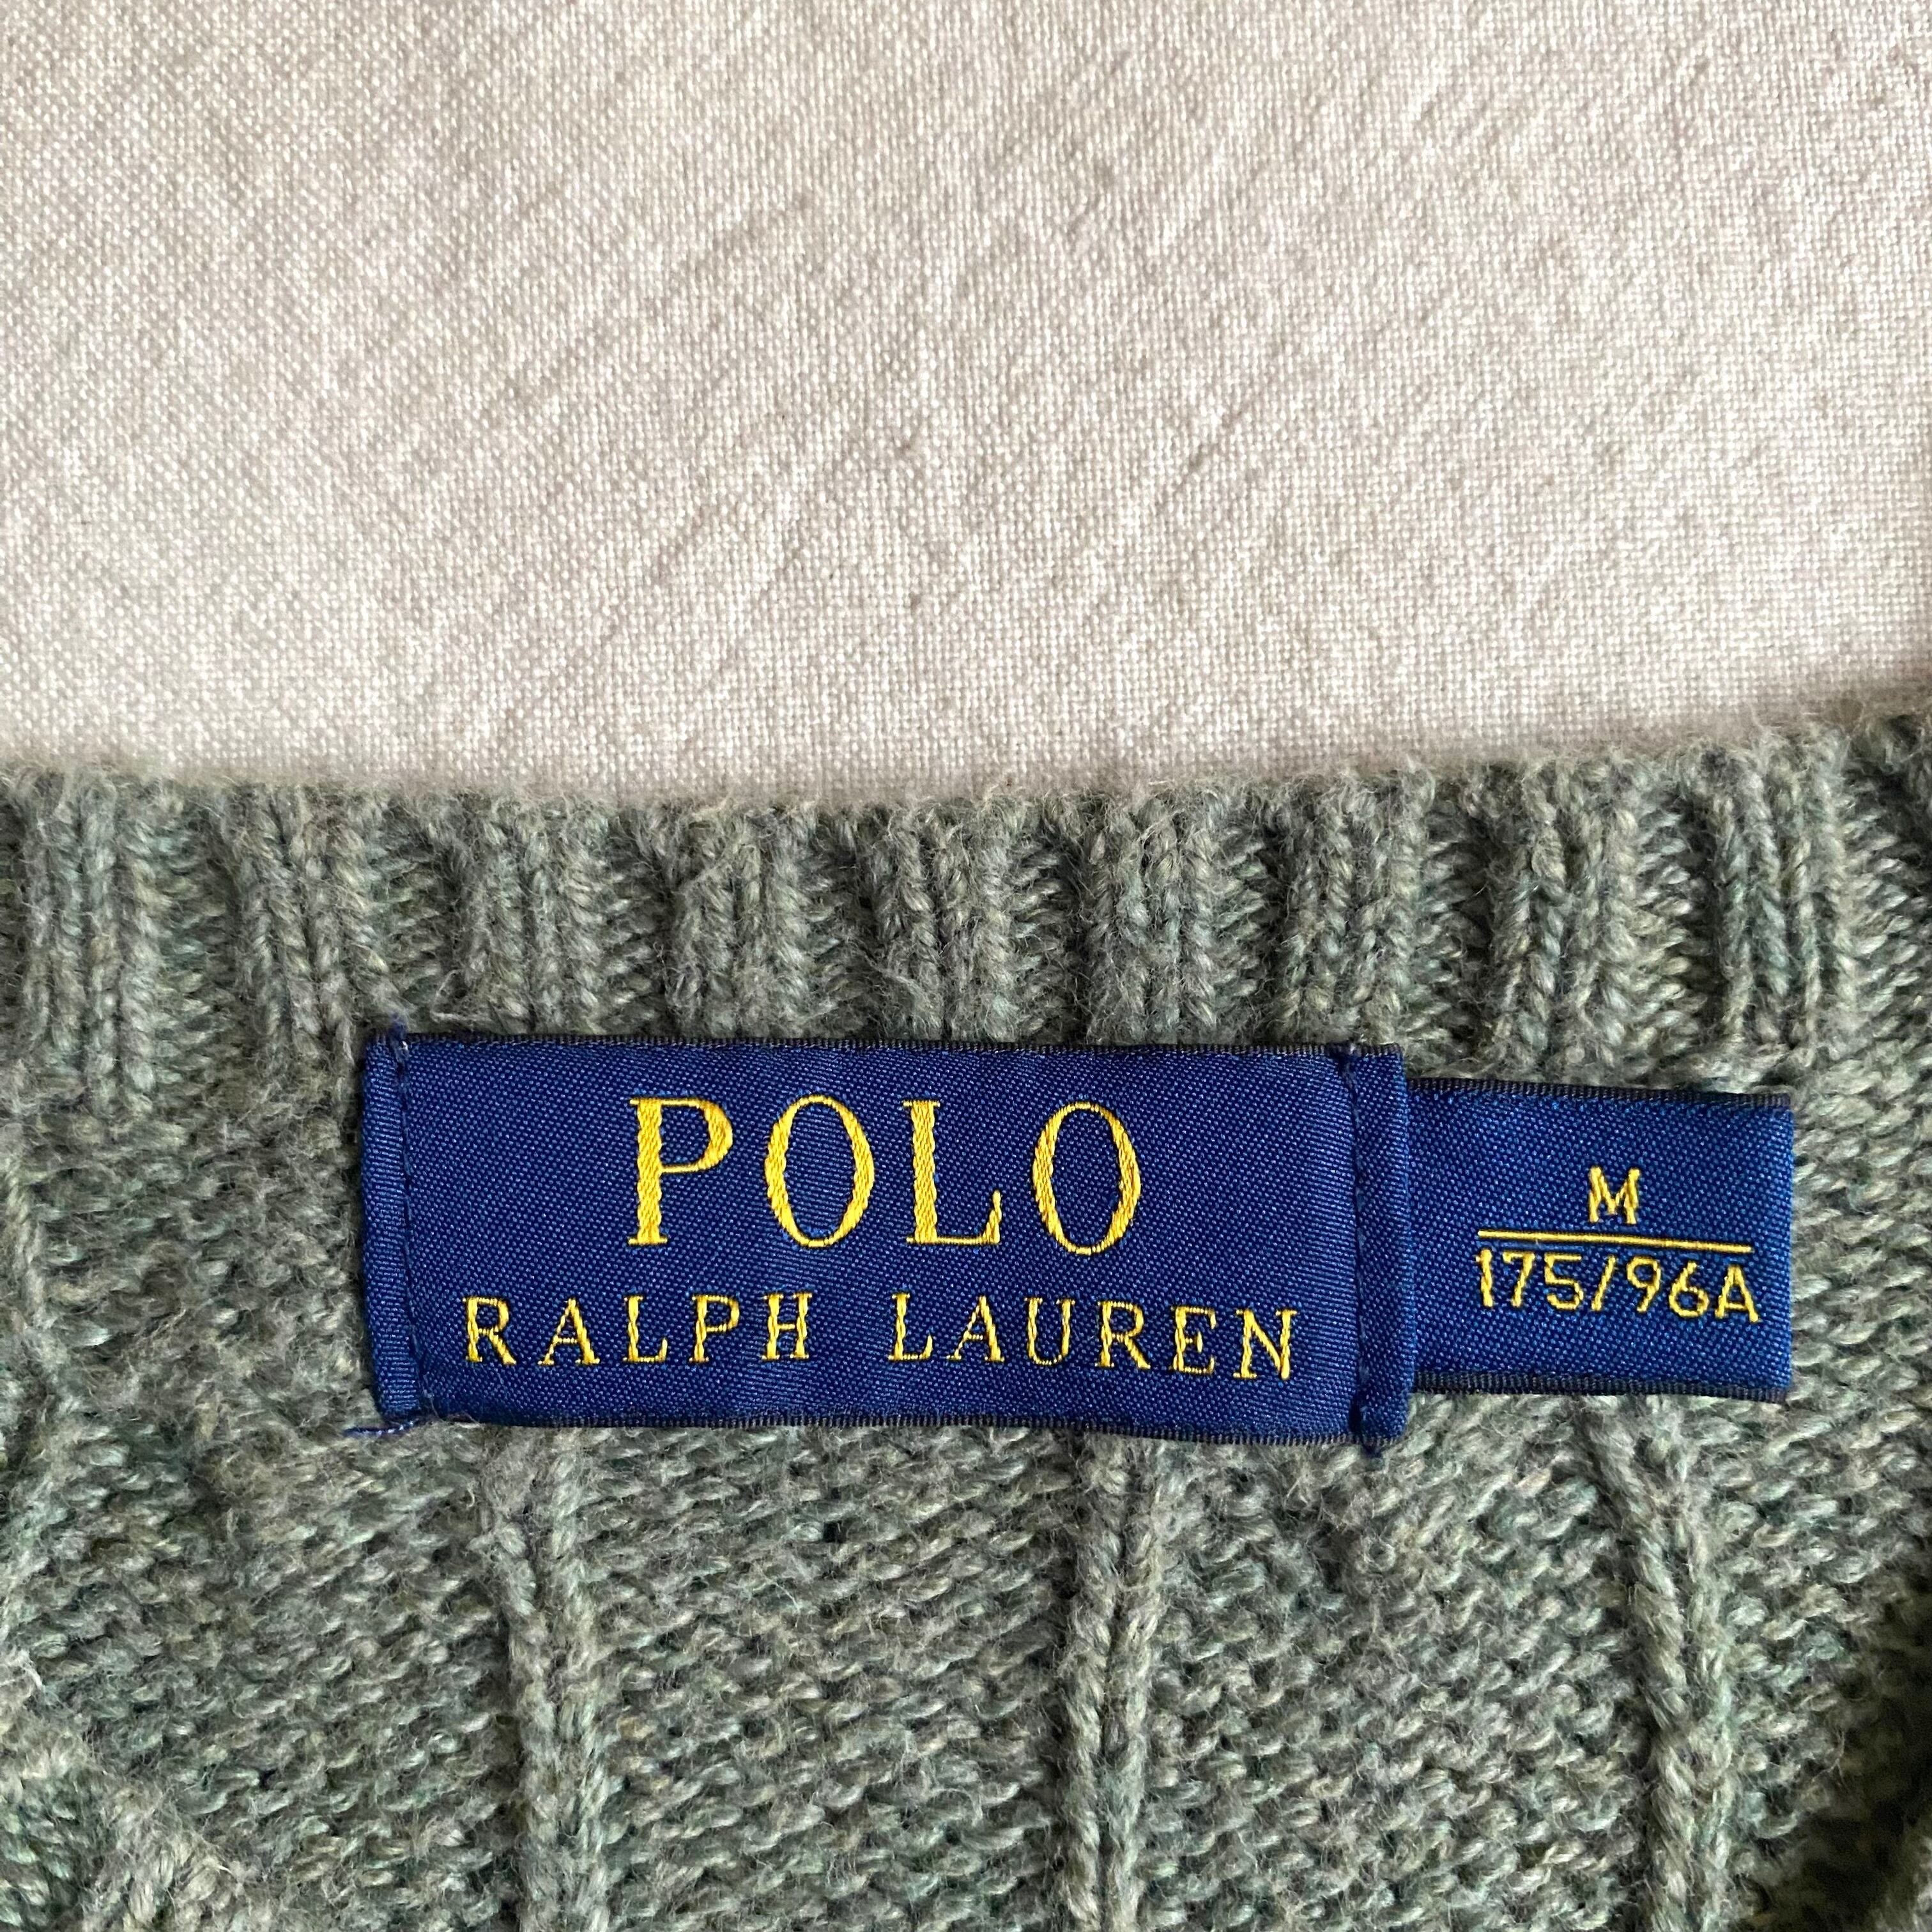 POLO
RALPH LAUREN
M
175/96A